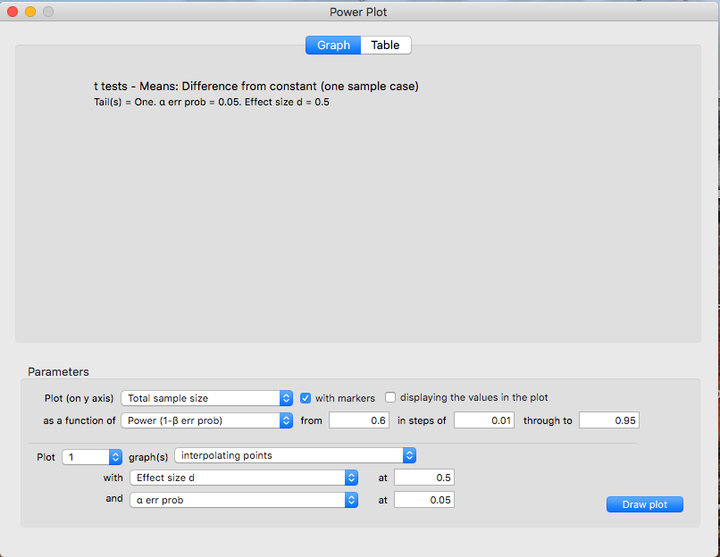 Power Plot
Graph Table
t tests - Means: Difference from constant (one sample case)
Tail(s) = One. α err prob = 0.05. Effect size d = 0.5
Parameters
Plot (on y axis) Total sample size with markers displaying the values in the plot
as a function of Power (1-β err prob) from 0.6 in steps of 0.01 through to 0.95
Plot 1 graph(s) interpolating points
with Effect size d at 0.5
and α err prob at 0.05
Draw plot